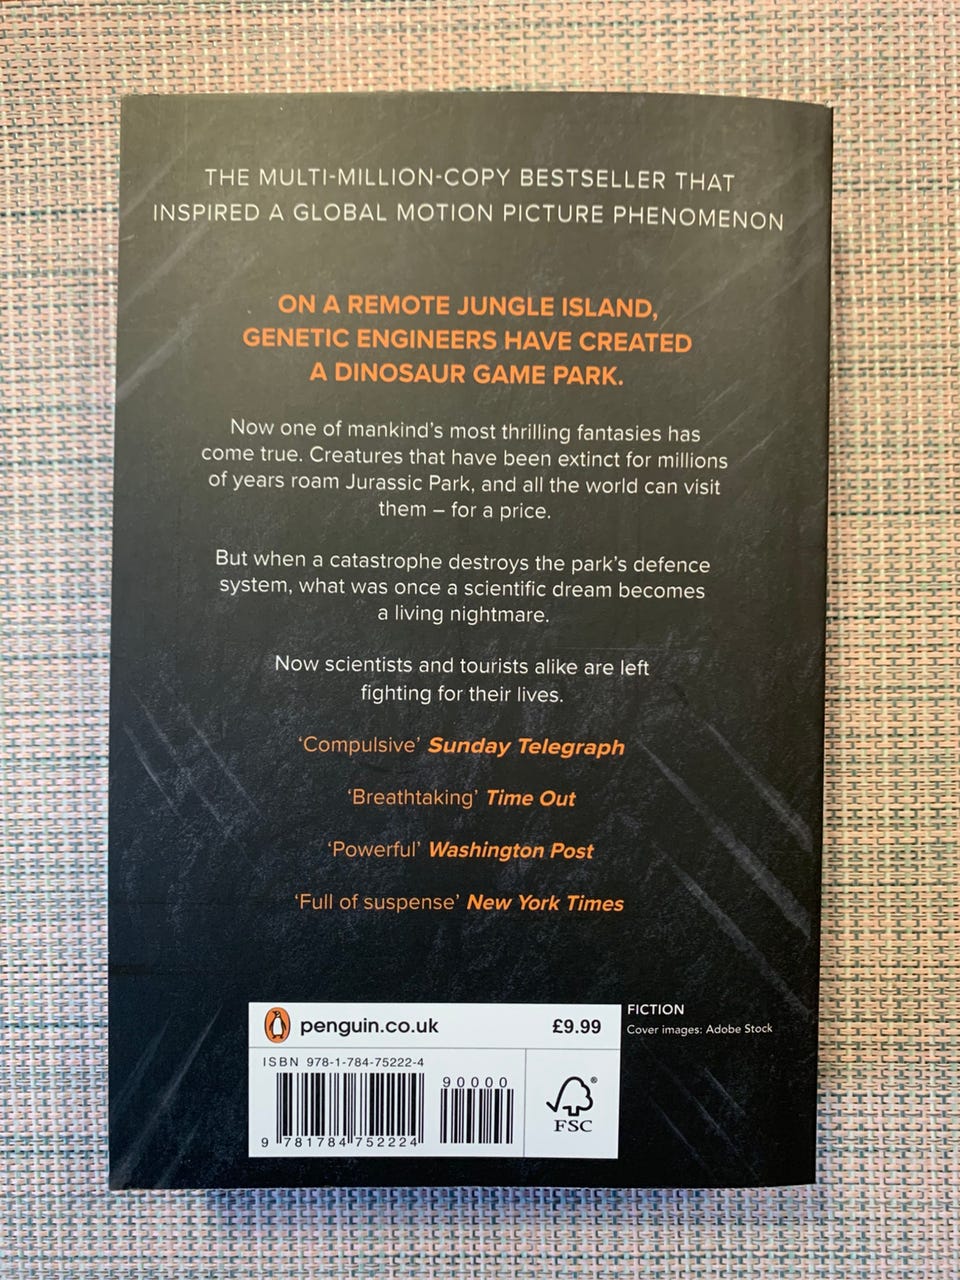 THE MULTI-MILLION-COPY BESTSELLER THAT
INSPIRED A GLOBAL MOTION PICTURE PHENOMENON
ON A REMOTE JUNGLE ISLAND,
GENETIC ENGINEERS HAVE CREATED
A DINOSAUR GAME PARK.
Now one of mankind's most thrilling fantasies has
come true. Creatures that have been extinct for millions
of years roam Jurassic Park, and all the world can visit
them – for a price.
But when a catastrophe destroys the park's defence
system, what was once a scientific dream becomes
a living nightmare.
Now scientists and tourists alike are left
fighting for their lives.
‘Compulsive’ Sunday Telegraph
‘Breathtaking’ Time Out
‘Powerful’ Washington Post
‘Full of suspense’ New York Times
penguin.co.uk £9.99
FICTION
Cover images: Adobe Stock
ISBN 978-1-784-75222-4
90000
9 781784 752224
®
FSC